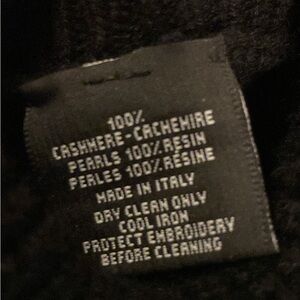 100%
CASHMERE-CACHEMIRE
PEARLS 100% RESIN
PERLES 100% RÉSINE
MADE IN ITALY
DRY CLEAN ONLY
COOL IRON
PROTECT EMBROIDERY
BEFORE CLEANING